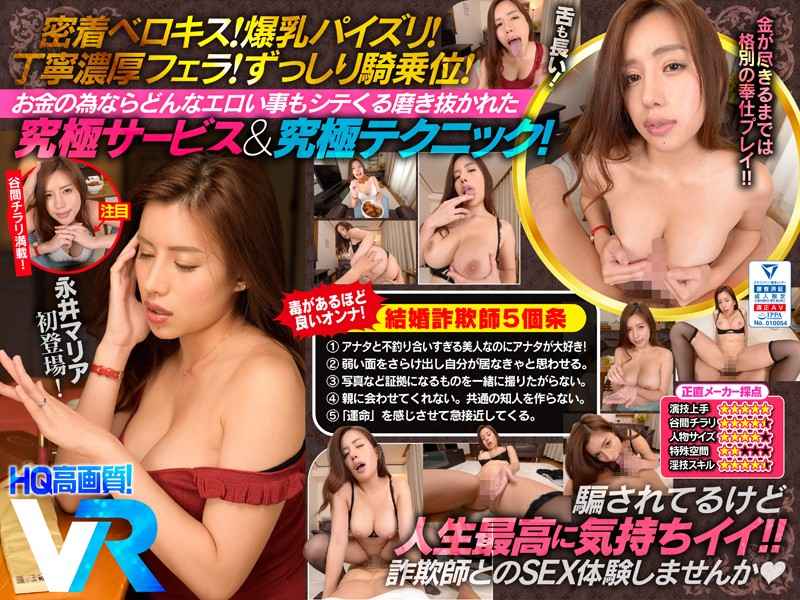 密着ベロキス!爆乳パイズリ!
丁寧濃厚フェラ!ずっしり騎乗位!
お金の為ならどんなエロい事もシテくる磨き抜かれた
究極サービス&究極テクニック!
舌も長い!!
金が尽きるまでは
格別の奉仕プレイ!!
谷間チラリ満載!
注目
永井マリア
初登場!
毒があるほど
良いオンナ!
結婚詐欺師5個条
① アナタと不釣り合いすぎる美人なのにアナタが大好き!
② 弱い面をさらけ出し自分が居なきゃと思わせる。
③ 写真など証拠になるものを一緒に撮りたがらない。
④ 親に会わせてくれない。共通の知人を作らない。
⑤「運命」を感じさせて急接近してくる。
審査済証
成人指定
適正AV
IPPA
No. 010054
正直メーカー採点
演技上手 ★★★★★
谷間チラリ
人物サイズ
特殊空間
淫技スキル
HQ高画質!
VR
騙されてるけど
人生最高に気持ちイイ!!
詐欺師とのSEX体験しませんか♥